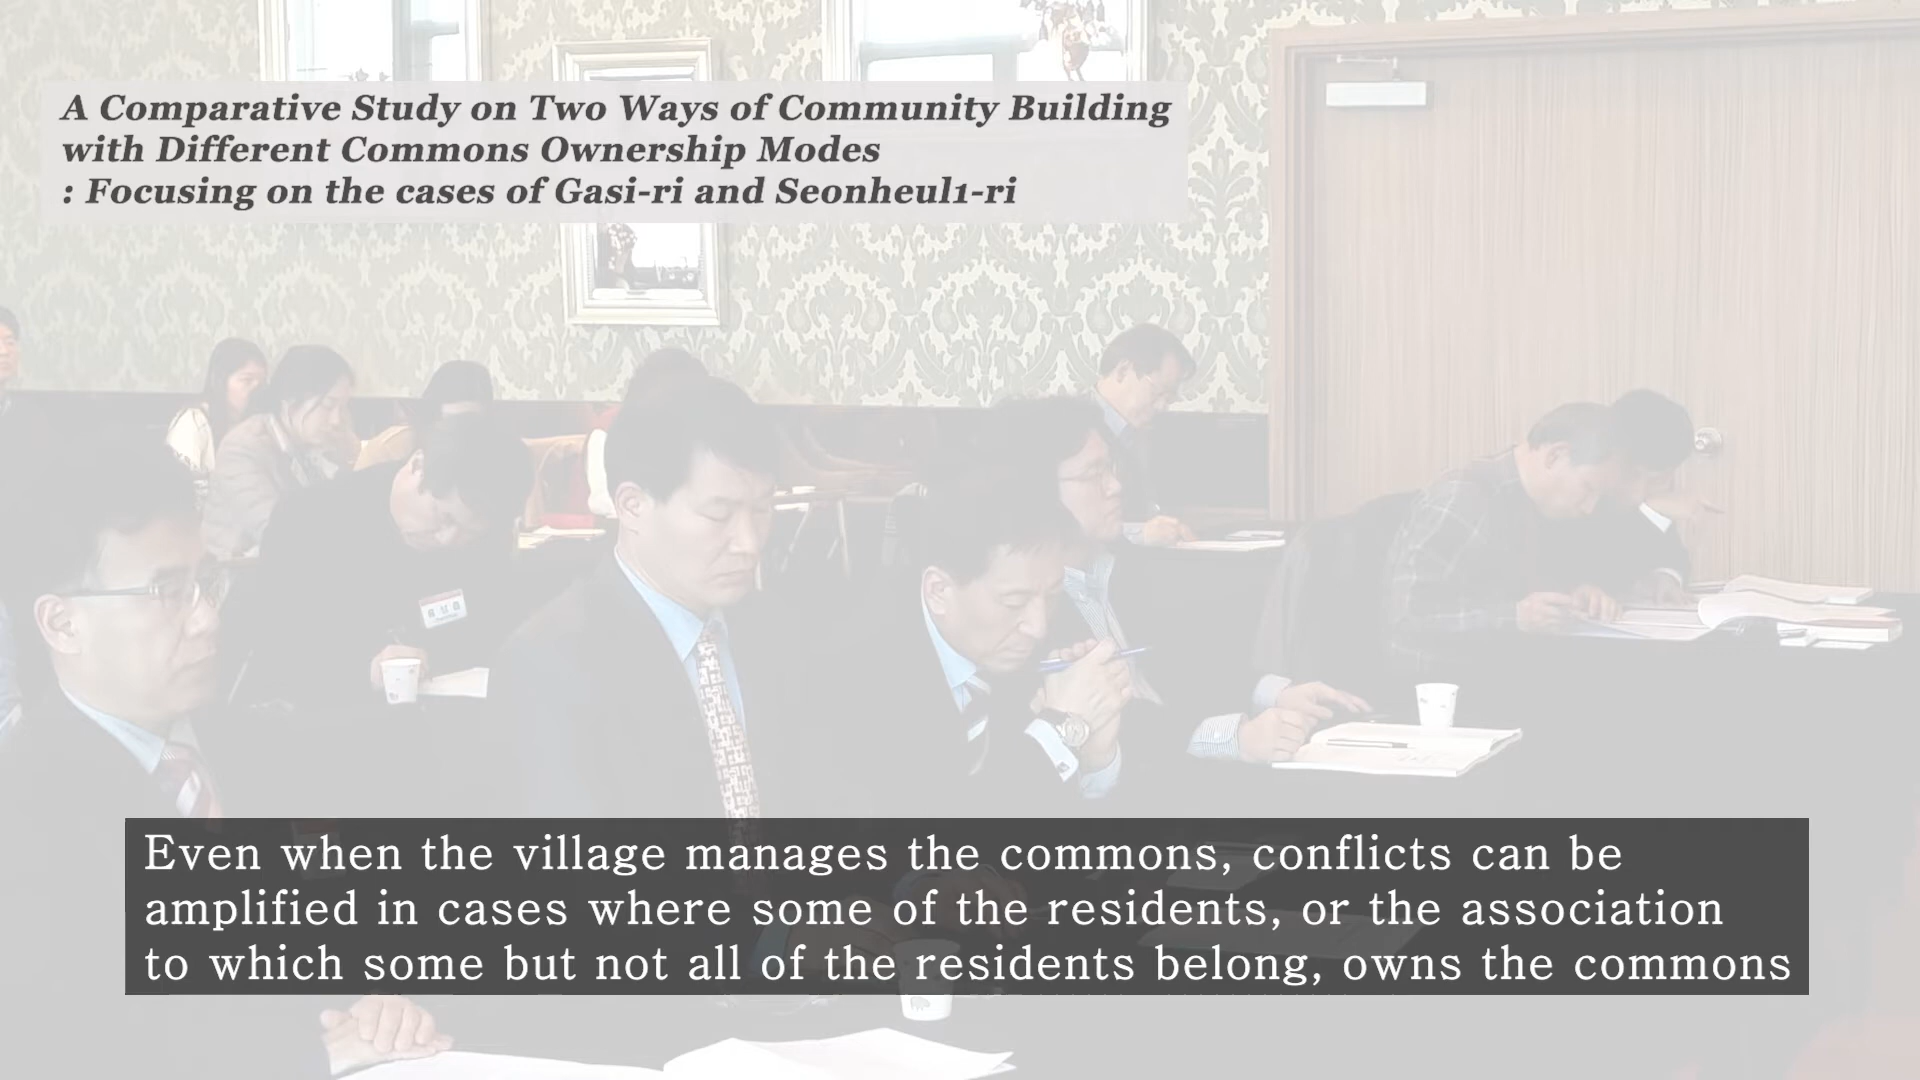 A Comparative Study on Two Ways of Community Building
with Different Commons Ownership Modes
: Focusing on the cases of Gasi-ri and Seonheul1-ri
Even when the village manages the commons, conflicts can be
amplified in cases where some of the residents, or the association
to which some but not all of the residents belong, owns the commons